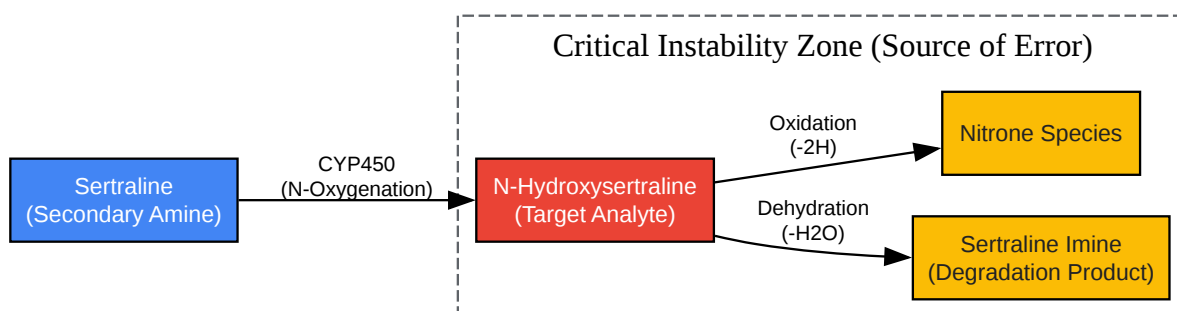 Critical Instability Zone (Source of Error)
Sertraline
(Secondary Amine)
CYP450
(N-Oxygenation)
N-Hydroxysertraline
(Target Analyte)
Oxidation
(-2H)
Nitrone Species
Dehydration
(-H2O)
Sertraline Imine
(Degradation Product)